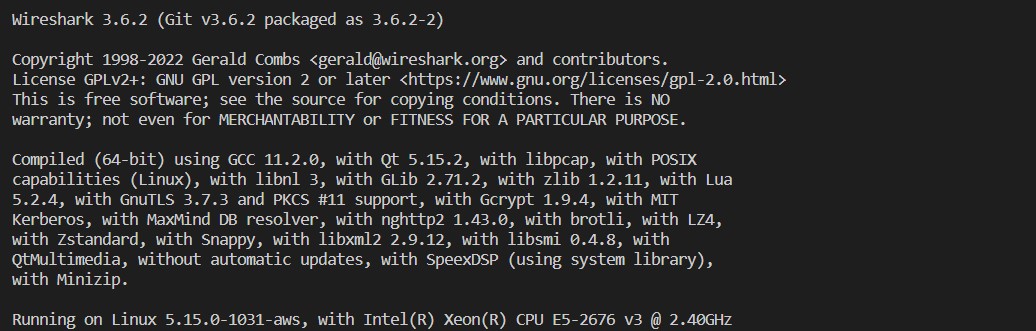 Wireshark 3.6.2 (Git v3.6.2 packaged as 3.6.2-2)
Copyright 1998-2022 Gerald Combs <gerald@wireshark.org> and contributors.
License GPLv2+: GNU GPL version 2 or later <https://www.gnu.org/licenses/gpl-2.0.html>
This is free software; see the source for copying conditions. There is NO
warranty; not even for MERCHANTABILITY or FITNESS FOR A PARTICULAR PURPOSE.
Compiled (64-bit) using GCC 11.2.0, with Qt 5.15.2, with libpcap, with POSIX
capabilities (Linux), with libnl 3, with GLib 2.71.2, with zlib 1.2.11, with Lua
5.2.4, with GnuTLS 3.7.3 and PKCS #11 support, with Gcrypt 1.9.4, with MIT
Kerberos, with MaxMind DB resolver, with nghttp2 1.43.0, with brotli, with LZ4,
with Zstandard, with Snappy, with libxml2 2.9.12, with libsmi 0.4.8, with
QtMultimedia, without automatic updates, with SpeexDSP (using system library),
with Minizip.
Running on Linux 5.15.0-1031-aws, with Intel(R) Xeon(R) CPU E5-2676 v3 @ 2.40GHz